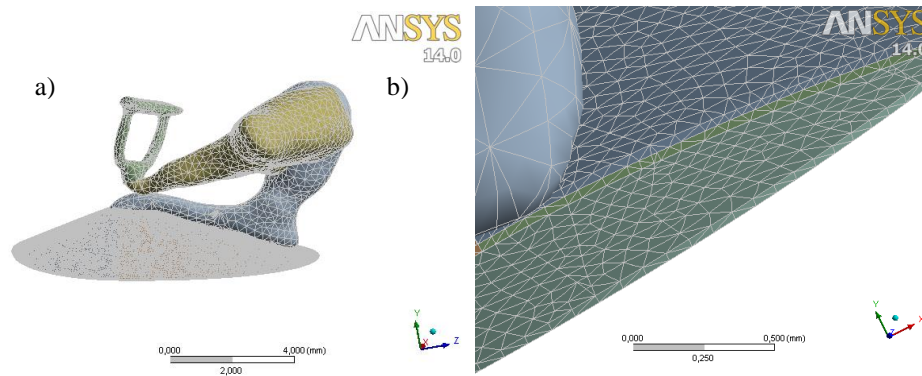 ANSYS
14.0
a)
b)
Y
X
Z
0,000
4,000 (mm)
2,000
ANSYS
14.0
Y
X
Z
0,000
0,500 (mm)
0,250